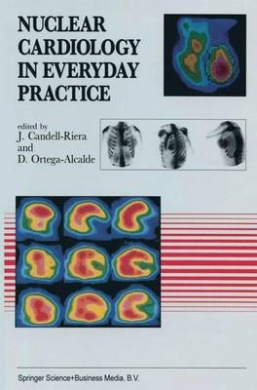 NUCLEAR
CARDIOLOGY
IN EVERYDAY
PRACTICE
edited by
J. Candell-Riera
and
D. Ortega-Alcalde
Springer Science+Business Media, B.V.